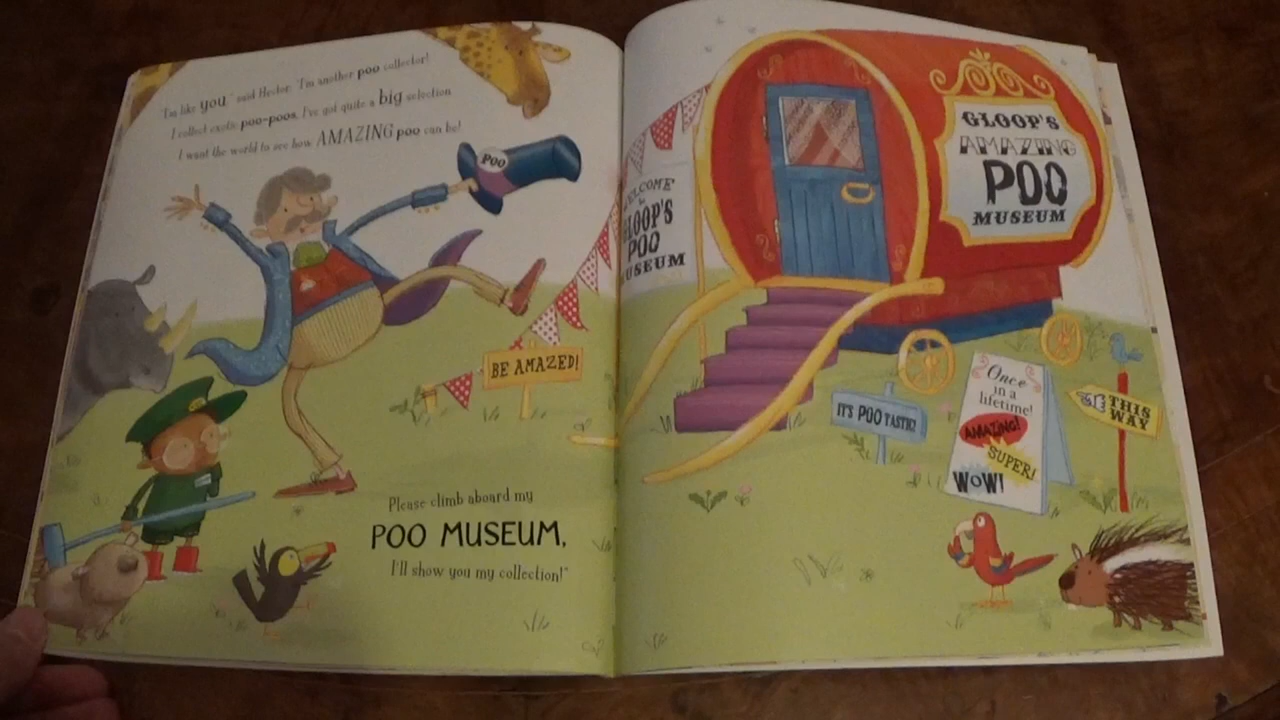 "I'm like you," said Hector. "I'm another poo collector!
I collect exotic poo-poos, I've got quite a big selection
I want the world to see how AMAZING poo can be!
POO
BE AMAZED!
Please climb aboard my
POO MUSEUM,
I'll show you my collection!"
WELCOME
to
GLOOP'S
POO
MUSEUM
GLOOP'S
AMAZING
POO
MUSEUM
IT'S POO TASTIC!
Once
in a
lifetime!
AMAZING!
SUPER!
WOW!
THIS
WAY